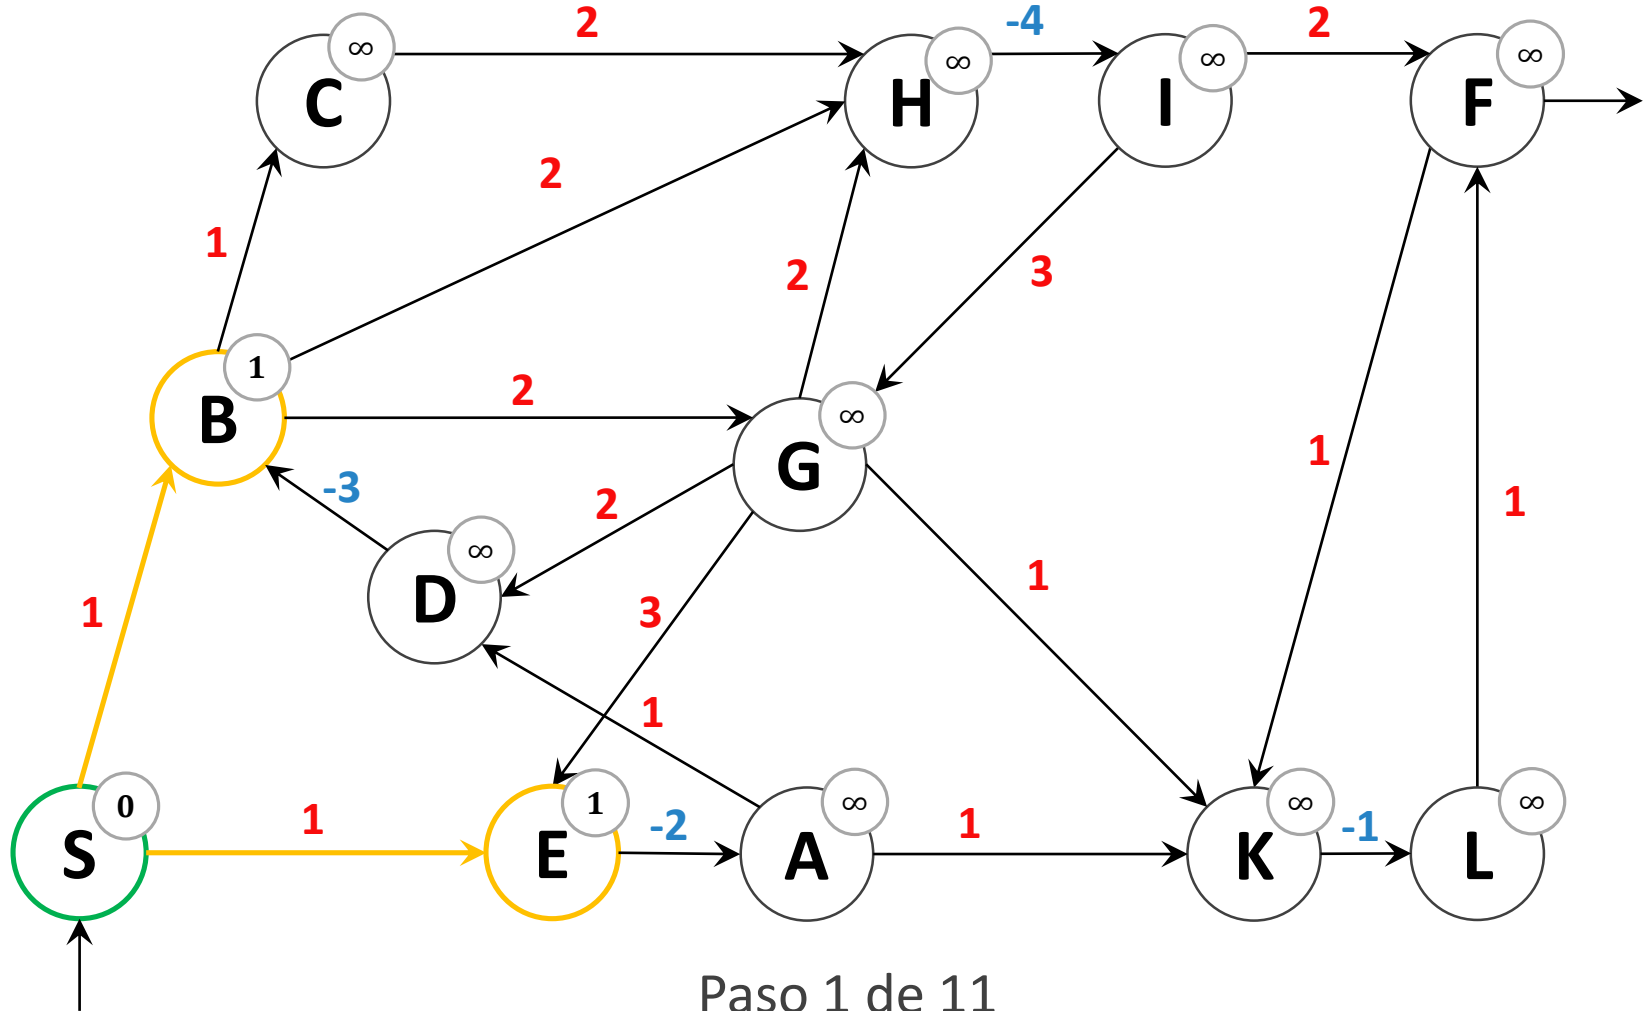 2 -4 2
∞ ∞ ∞ ∞
C H I F
2
1 2 3
1
2
B ∞
-3 G 1
2 1
∞
D 1
3
1 1
0 1 ∞ ∞ ∞
1 -2 1 -1
S E A K L
Paso 1 de 11